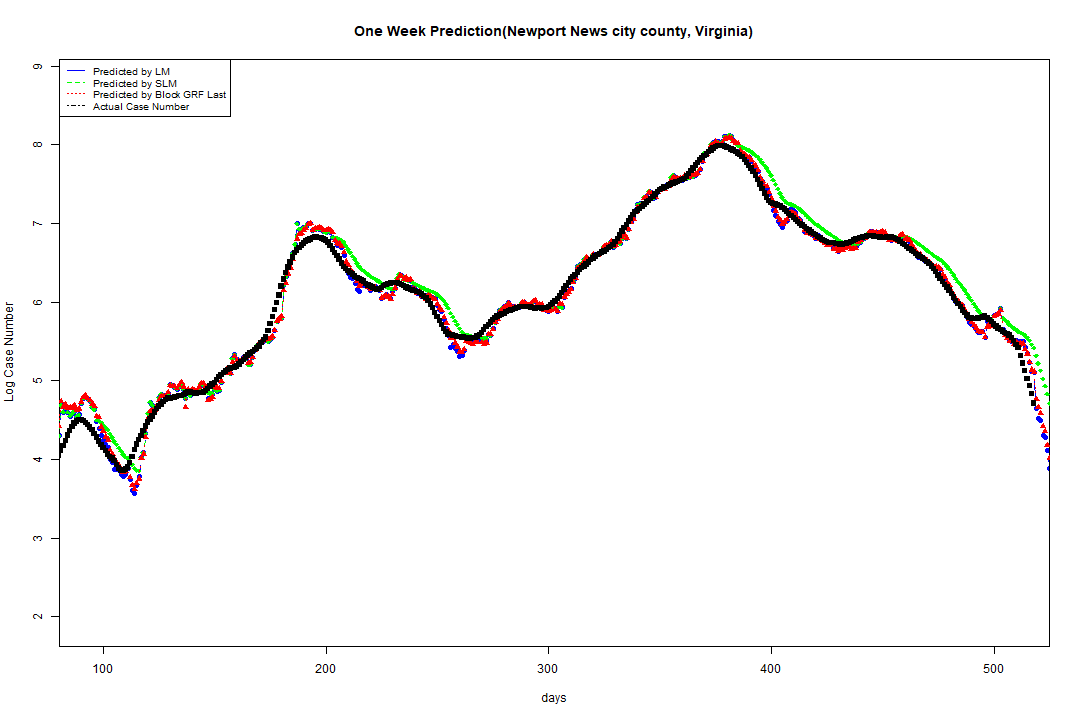 One Week Prediction(Newport News city county, Virginia)
Predicted by LM
Predicted by SLM
Predicted by Block GRF Last
Actual Case Number
Log Case Number
9
8
7
6
5
4
3
2
100 200 300 400 500
days